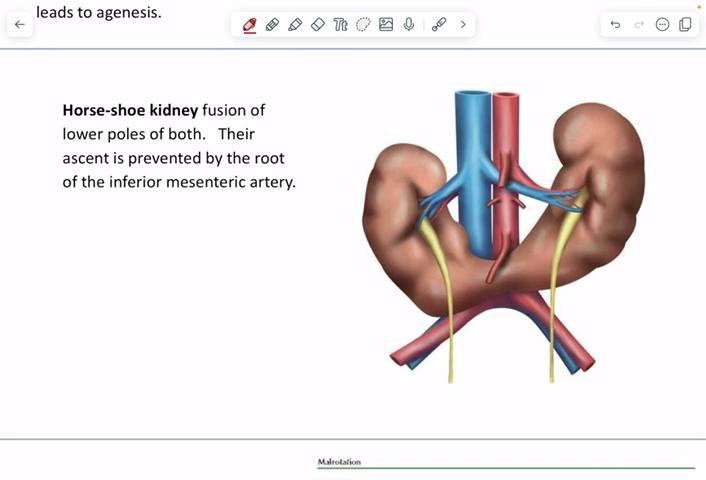 leads to agenesis.
Tt
Horse-shoe kidney fusion of
lower poles of both. Their
ascent is prevented by the root
of the inferior mesenteric artery.
Malrotation